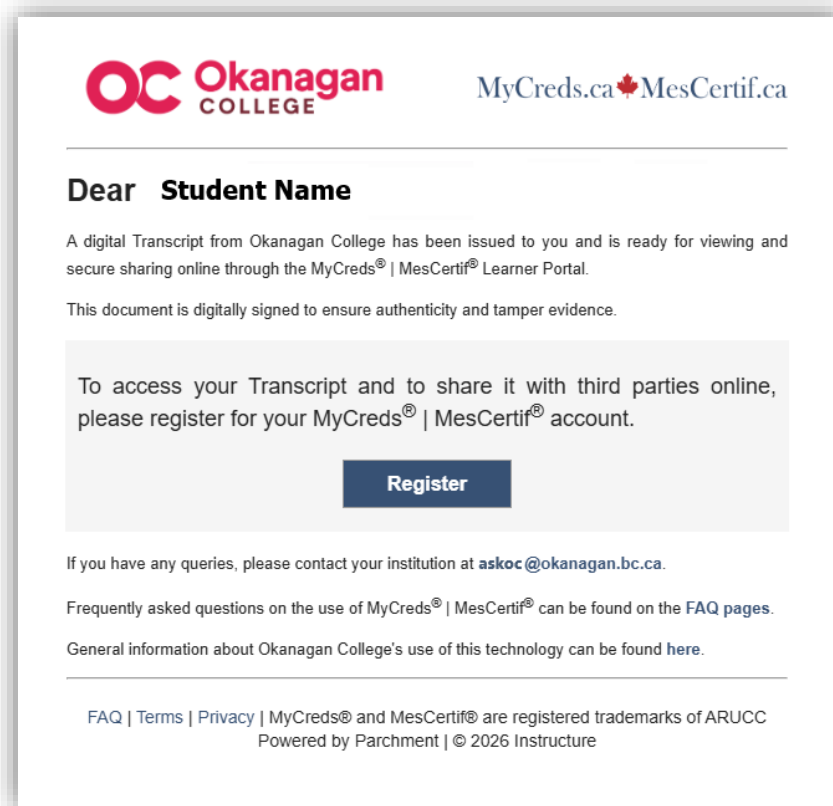 OC Okanagan
COLLEGE
MyCreds.ca MesCertif.ca
Dear Student Name
A digital Transcript from Okanagan College has been issued to you and is ready for viewing and
secure sharing online through the MyCreds® | MesCertif® Learner Portal.
This document is digitally signed to ensure authenticity and tamper evidence.
To access your Transcript and to share it with third parties online,
please register for your MyCreds® | MesCertif® account.
Register
If you have any queries, please contact your institution at askoc@okanagan.bc.ca.
Frequently asked questions on the use of MyCreds® | MesCertif® can be found on the FAQ pages.
General information about Okanagan College's use of this technology can be found here.
FAQ | Terms | Privacy | MyCreds® and MesCertif® are registered trademarks of ARUCC
Powered by Parchment | © 2026 Instructure